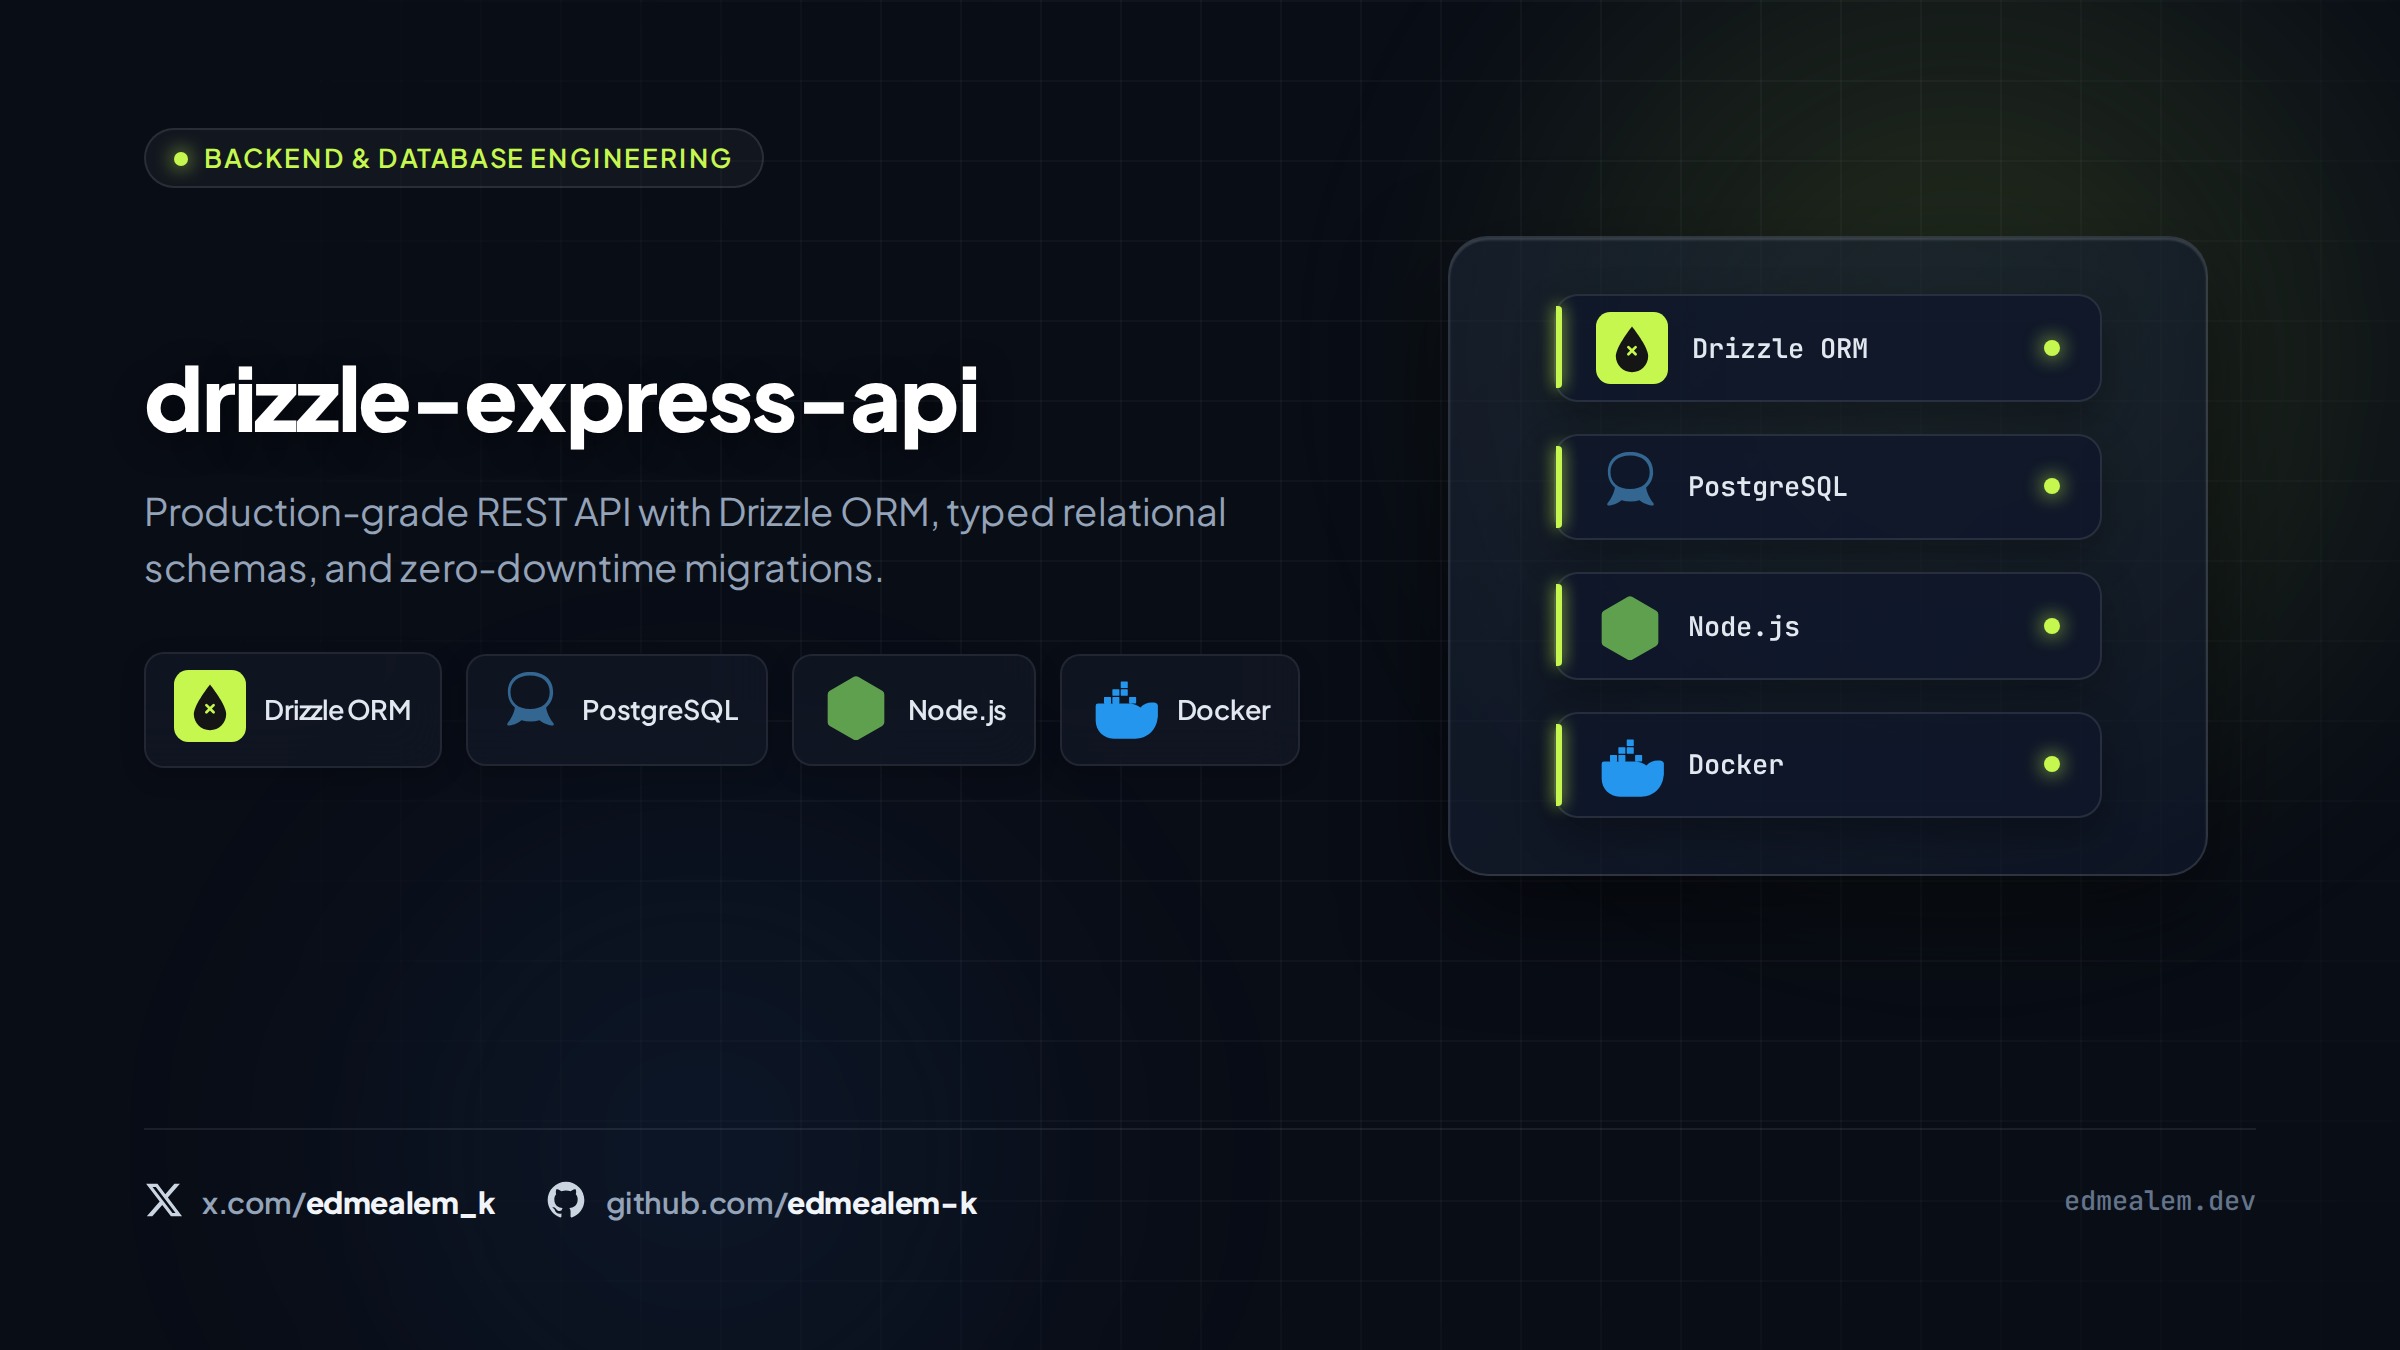 BACKEND & DATABASE ENGINEERING
drizzle-express-api
Production-grade REST API with Drizzle ORM, typed relational
schemas, and zero-downtime migrations.
Drizzle ORM
PostgreSQL
Node.js
Docker
Drizzle ORM
PostgreSQL
Node.js
Docker
x.com/edmealem_k
github.com/edmealem-k
edmealem.dev